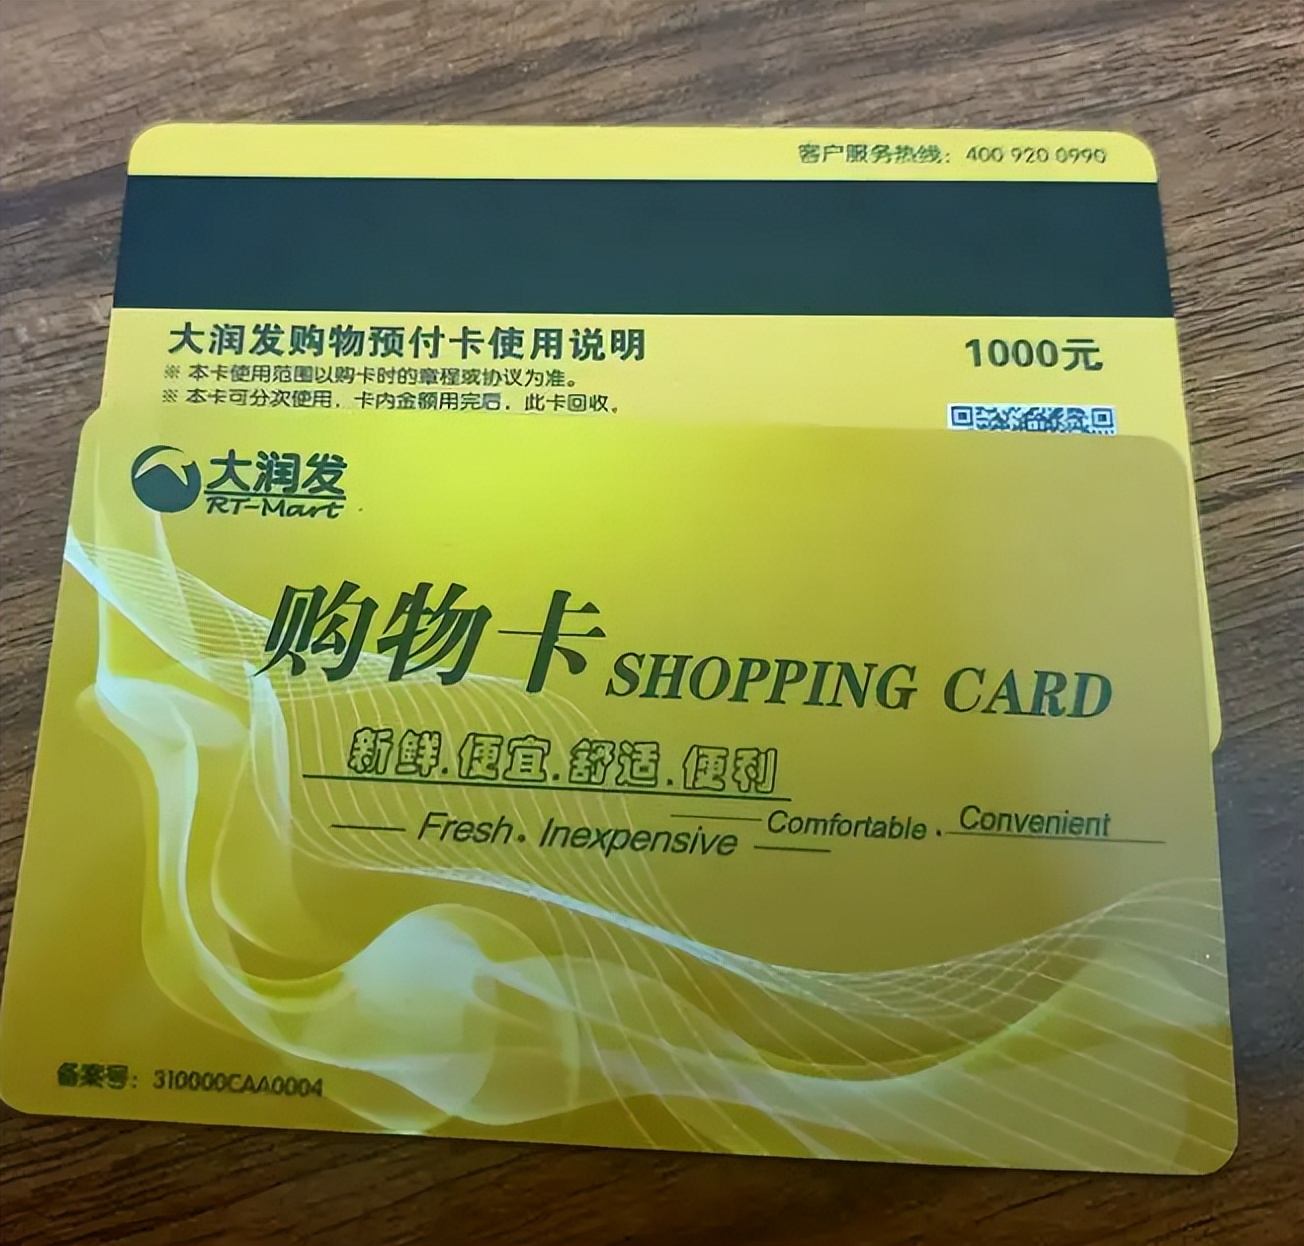 客户服务热线：400 920 0990
大润发购物预付卡使用说明
1000元
※ 本卡使用范围以购卡时的章程或协议为准。
※ 本卡可分次使用，卡内金额用完后，此卡回收。
大润发
RT-Mart
购物卡 SHOPPING CARD
新鲜.便宜.舒适.便利
Fresh. Inexpensive Comfortable . Convenient
备案号：310000CAA0004